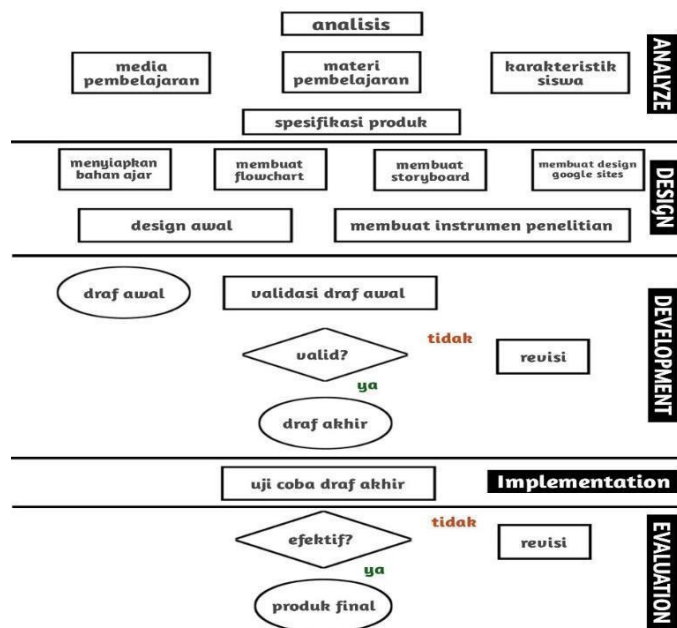 analisis
media
pembelajaran
materi
pembelajaran
karakteristik
siswa
spesifikasi produk
ANALYZE
menyiapkan
bahan ajar
membuat
flowchart
membuat
storyboard
membuat design
google sites
design awal
membuat instrumen penelitian
DESIGN
draf awal
validasi draf awal
valid?
tidak
revisi
ya
draf akhir
DEVELOPMENT
uji coba draf akhir
Implementation
efektif?
tidak
revisi
ya
produk final
EVALUATION